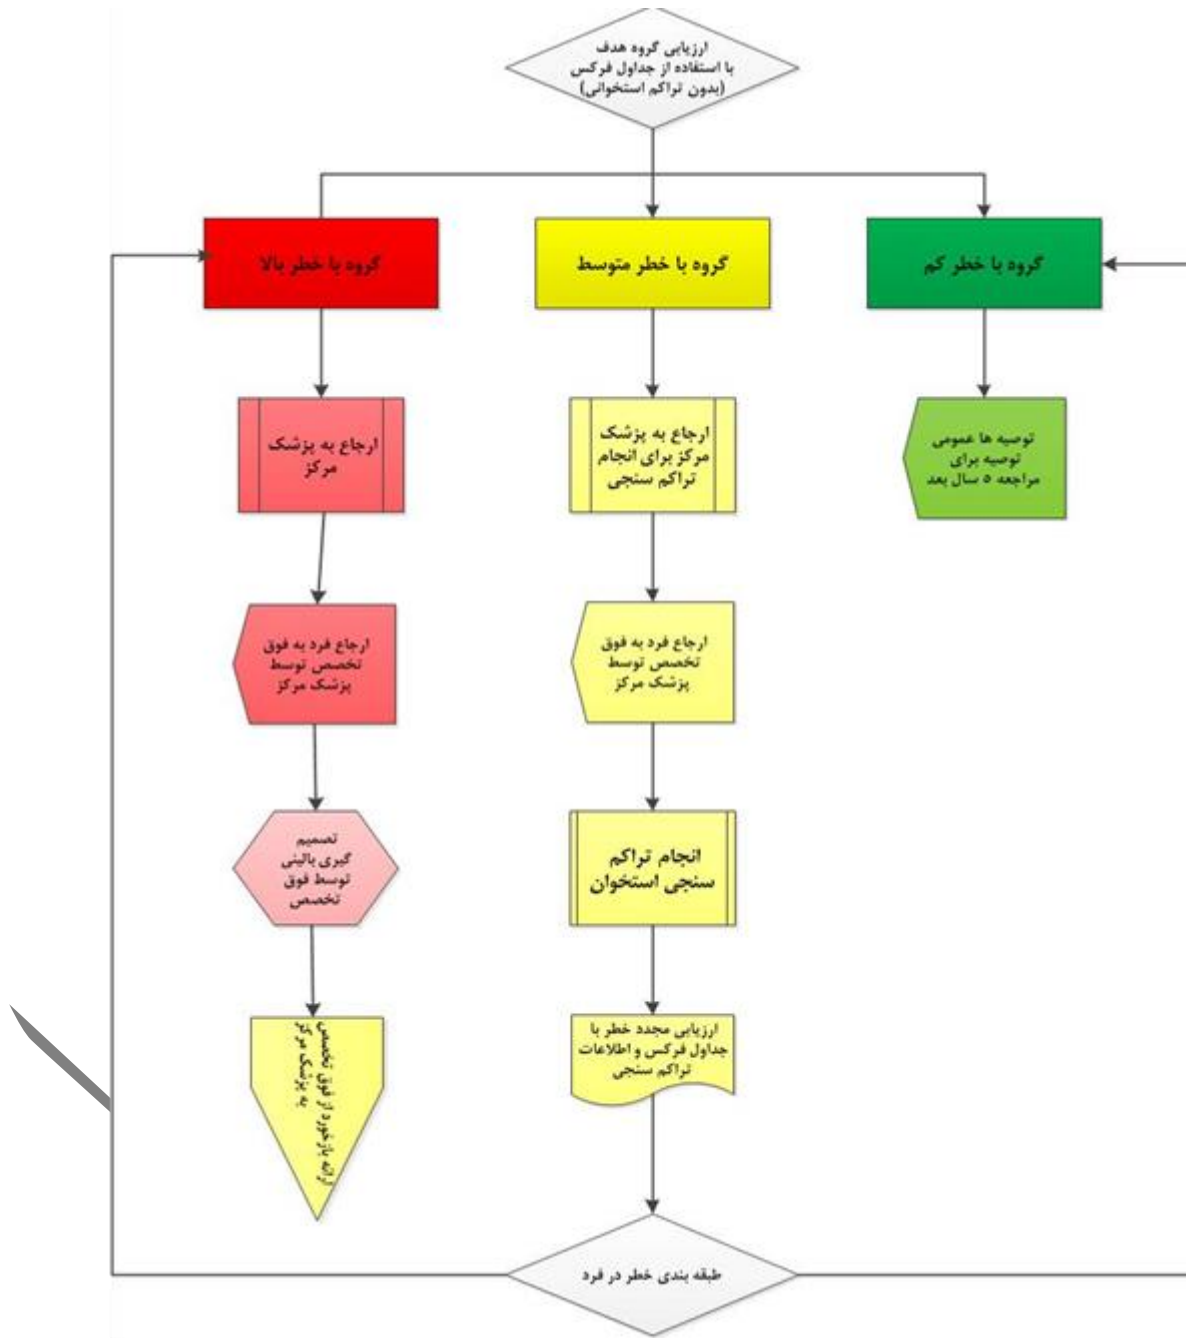 ارزیابی گروه هدف
با استفاده از جداول فرکس
(بدون تراکم استخوانی)
گروه با خطر کم
گروه با خطر متوسط
گروه با خطر بالا
توصیه ها عمومی
توصیه برای
مراجعه ۵ سال بعد
ارجاع به پزشک
مرکز برای انجام
تراکم سنجی
ارجاع به پزشک
مرکز
ارجاع فرد به فوق
تخصص توسط
پزشک مرکز
ارجاع فرد به فوق
تخصص توسط
پزشک مرکز
انجام تراکم
سنجی استخوان
تصمیم
گیری بالینی
توسط فوق
تخصص
ارزیابی مجدد خطر با
جداول فرکس و اطلاعات
تراکم سنجی
ارائه بازخورد از فوق تخصص
به پزشک مرکز
طبقه بندی خطر در فرد